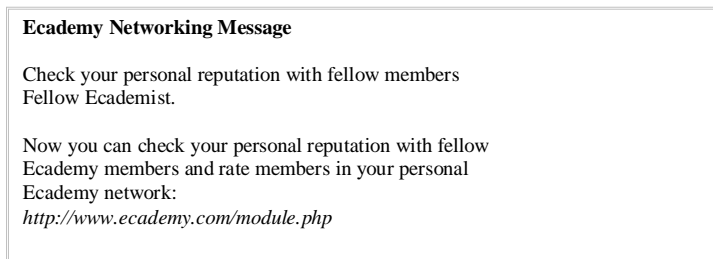 Ecademy Networking Message
Check your personal reputation with fellow members
Fellow Ecademist.
Now you can check your personal reputation with fellow
Ecademy members and rate members in your personal
Ecademy network:
http://www.ecademy.com/module.php